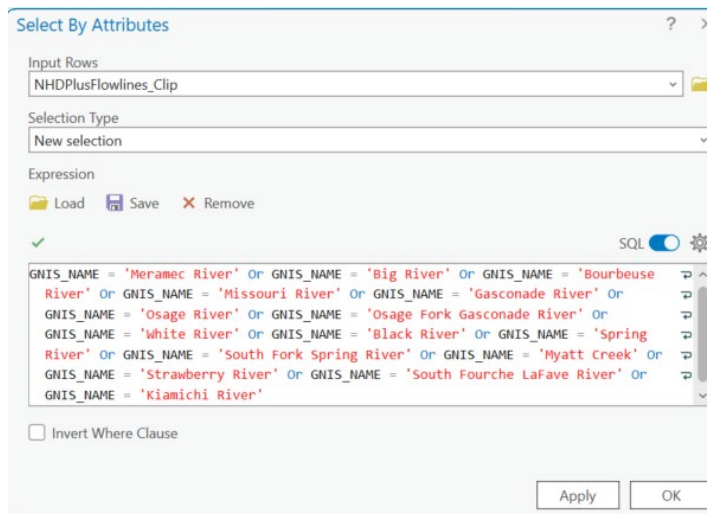 Select By Attributes
Input Rows
NHDPlusFlowlines_Clip
Selection Type
New selection
Expression
Load Save Remove
SQL
GNIS_NAME = 'Meramec River' Or GNIS_NAME = 'Big River' Or GNIS_NAME = 'Bourbeuse
River' Or GNIS_NAME = 'Missouri River' Or GNIS_NAME = 'Gasconade River' Or
GNIS_NAME = 'Osage River' Or GNIS_NAME = 'Osage Fork Gasconade River' Or
GNIS_NAME = 'White River' Or GNIS_NAME = 'Black River' Or GNIS_NAME = 'Spring
River' Or GNIS_NAME = 'South Fork Spring River' Or GNIS_NAME = 'Myatt Creek' Or
GNIS_NAME = 'Strawberry River' Or GNIS_NAME = 'South Fourche LaFave River' Or
GNIS_NAME = 'Kiamichi River'
Invert Where Clause
Apply OK